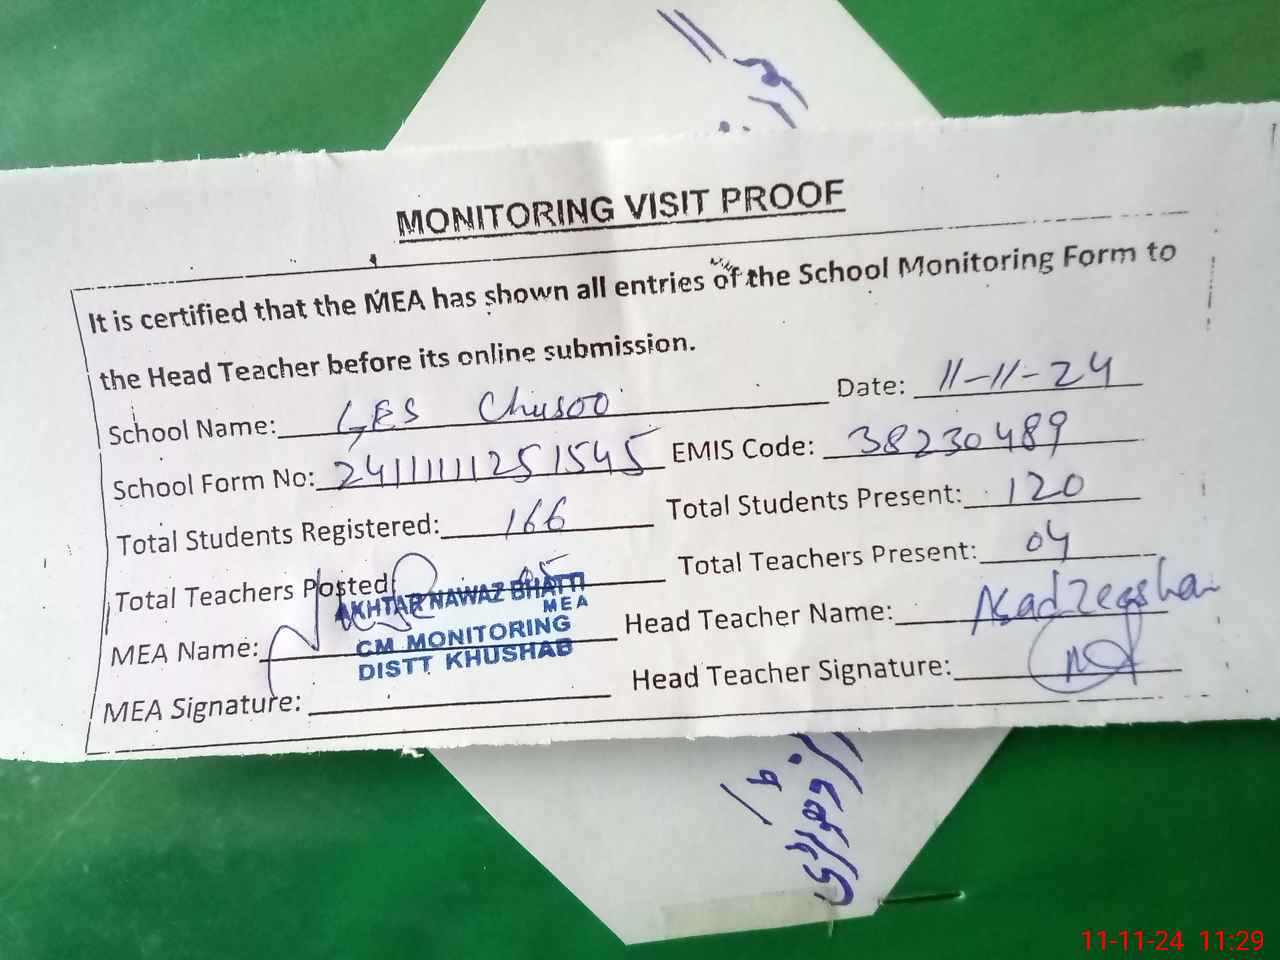 MONITORING VISIT PROOF
It is certified that the MEA has shown all entries of the School Monitoring Form to
the Head Teacher before its online submission.
School Name: GES Chusoo Date: 11-11-24
School Form No: 2411111251545 EMIS Code: 38230489
Total Students Registered: 166 Total Students Present: 120
Total Teachers Posted 05 Total Teachers Present: 04
AKHTAR NAWAZ BHATTI
MEA
MEA Name: CM MONITORING Head Teacher Name: Asad Zeeshan
DISTT KHUSHAB
MEA Signature: Head Teacher Signature:
11-11-24 11:29